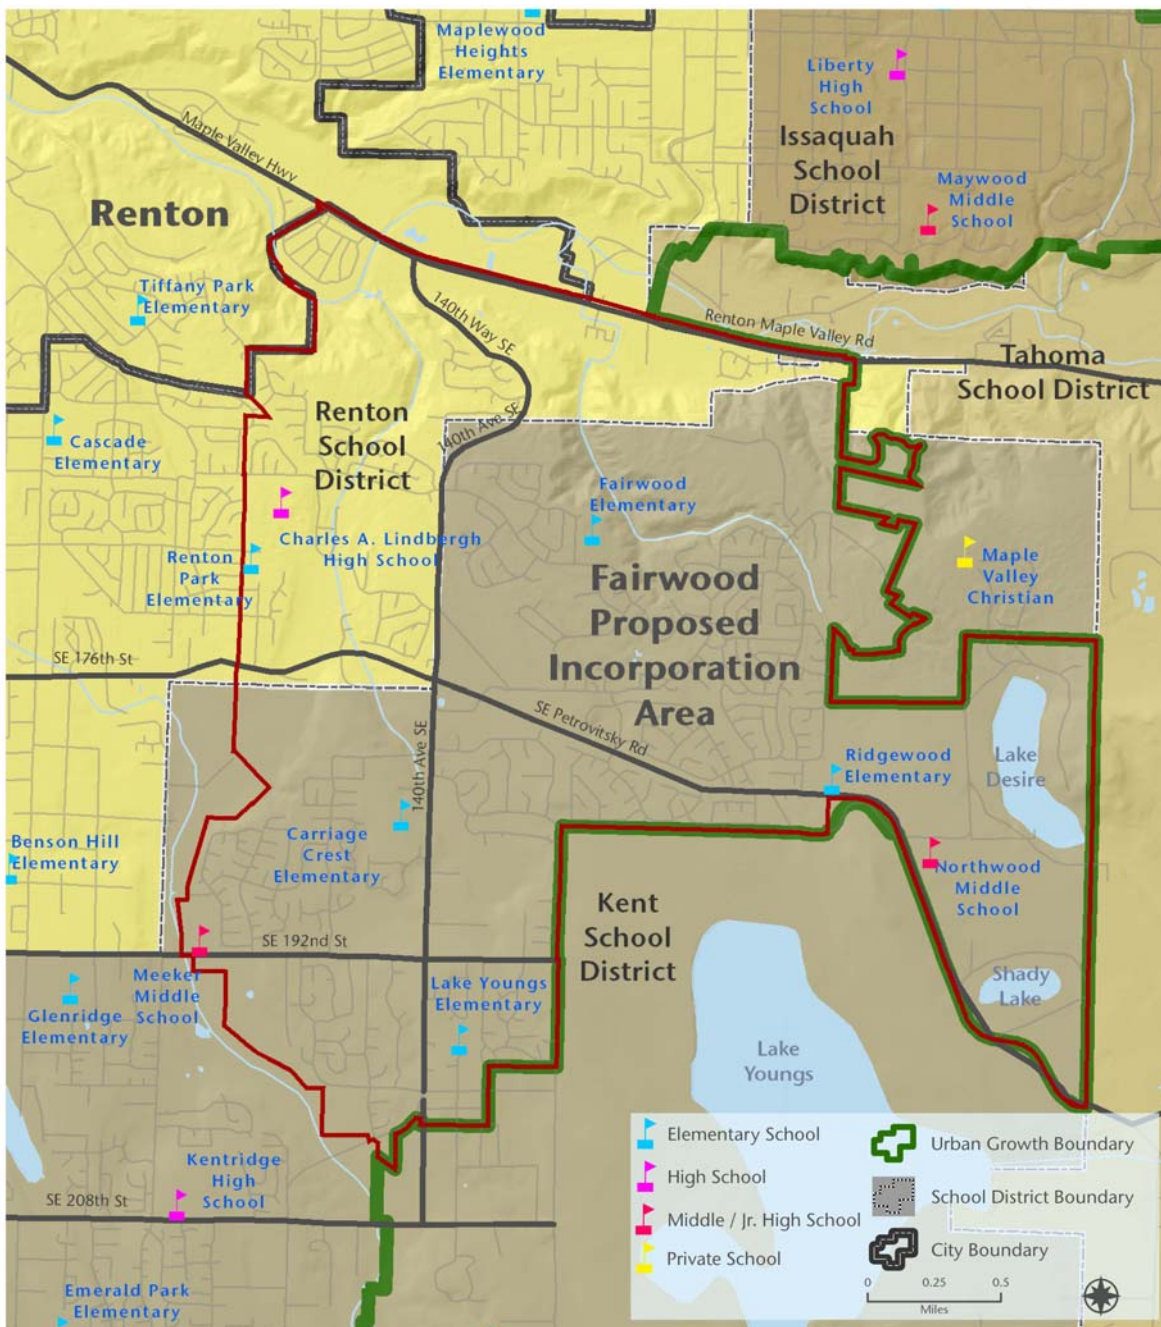 Maplewood
Heights
Elementary
Liberty
High
School
Issaquah
School
District
Maywood
Middle
School
Maple Valley Hwy
Renton
Tiffany Park
Elementary
140th Way SE
Renton Maple Valley Rd
Tahoma
School District
Renton
School
District
140th Ave SE
Cascade
Elementary
Fairwood
Elementary
Charles A. Lindbergh
High School
Renton
Park
Elementary
Maple
Valley
Christian
Fairwood
Proposed
Incorporation
Area
SE 176th St
SE Petrovitsky Rd
140th Ave SE
Ridgewood
Elementary
Lake
Desire
Benson Hill
Elementary
Carriage
Crest
Elementary
Northwood
Middle
School
Kent
School
District
SE 192nd St
Meeker
Middle
School
Glenridge
Elementary
Lake Youngs
Elementary
Shady
Lake
Lake
Youngs
Kentridge
High
School
SE 208th St
Emerald Park
Elementary
Elementary School
High School
Middle / Jr. High School
Private School
Urban Growth Boundary
School District Boundary
City Boundary
0 0.25 0.5
Miles